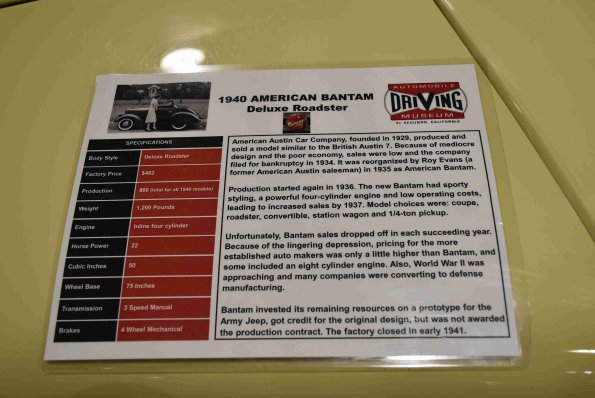 1940 AMERICAN BANTAM
Deluxe Roadster
AUTOMOBILE
DRIVING
MUSEUM
EL SEGUNDO, CALIFORNIA
SPECIFICATIONS
Body Style Deluxe Roadster
Factory Price $462
Production 800 (total for all 1940 models)
Weight 1,200 Pounds
Engine Inline four cylinder
Horse Power 22
Cubic Inches 50
Wheel Base 75 Inches
Transmission 3 Speed Manual
Brakes 4 Wheel Mechanical
American Austin Car Company, founded in 1929, produced and
sold a model similar to the British Austin 7. Because of mediocre
design and the poor economy, sales were low and the company
filed for bankruptcy in 1934. It was reorganized by Roy Evans (a
former American Austin salesman) in 1935 as American Bantam.
Production started again in 1936. The new Bantam had sporty
styling, a powerful four-cylinder engine and low operating costs,
leading to increased sales by 1937. Model choices were: coupe,
roadster, convertible, station wagon and 1/4-ton pickup.
Unfortunately, Bantam sales dropped off in each succeeding year.
Because of the lingering depression, pricing for the more
established auto makers was only a little higher than Bantam, and
some included an eight cylinder engine. Also, World War II was
approaching and many companies were converting to defense
manufacturing.
Bantam invested its remaining resources on a prototype for the
Army Jeep, got credit for the original design, but was not awarded
the production contract. The factory closed in early 1941.